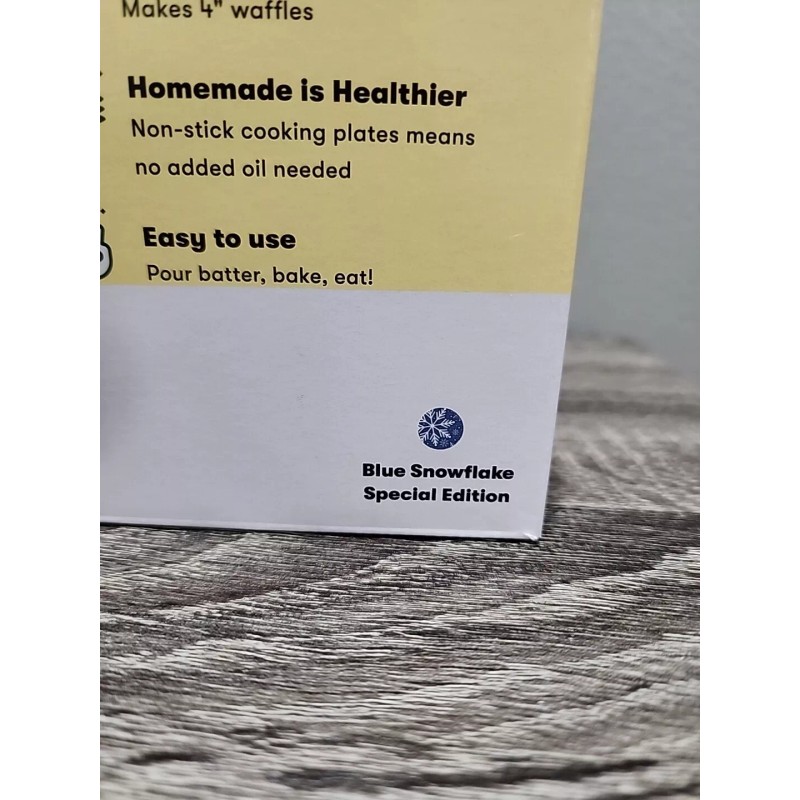 Makes 4" waffles
Homemade is Healthier
Non-stick cooking plates means
no added oil needed
Easy to use
Pour batter, bake, eat!
Blue Snowflake
Special Edition